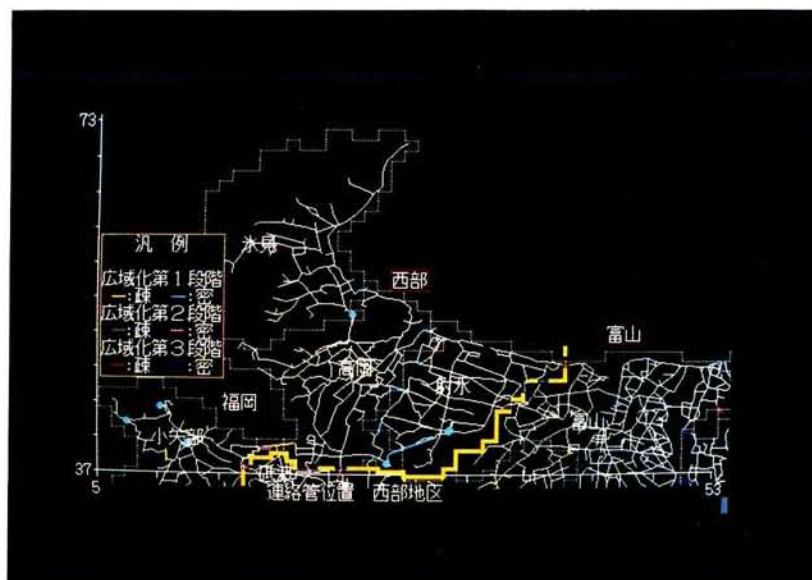 73
氷見
汎 例
広域化第1段階
:疎 :密
広域化第2段階
:疎 :密
広域化第3段階
:疎 :密
西部
富山
高岡
射水
福岡
富山
小矢部
砺波
37
5
連絡管位置 西部地区
53